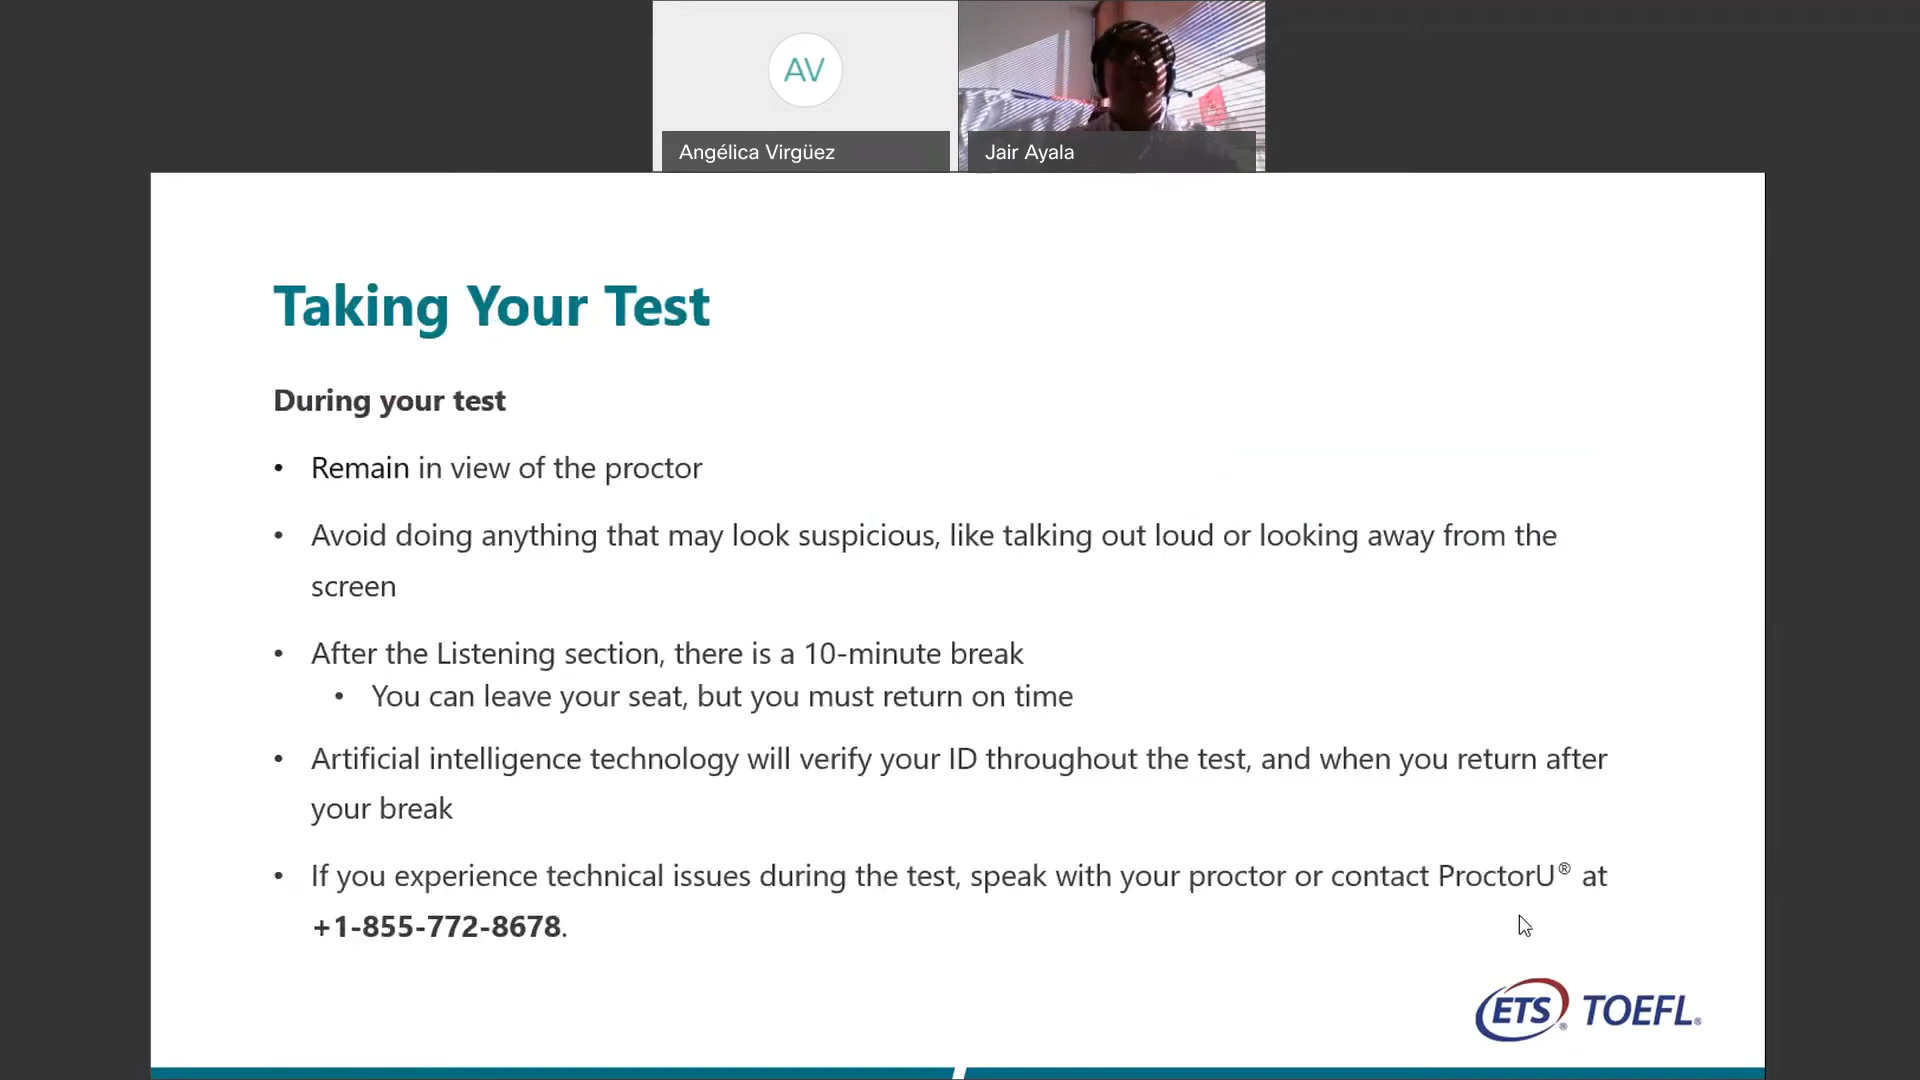 AV
Angélica Virgüez
Jair Ayala
Taking Your Test
During your test
• Remain in view of the proctor
• Avoid doing anything that may look suspicious, like talking out loud or looking away from the
screen
• After the Listening section, there is a 10-minute break
• You can leave your seat, but you must return on time
• Artificial intelligence technology will verify your ID throughout the test, and when you return after
your break
• If you experience technical issues during the test, speak with your proctor or contact ProctorU® at
+1-855-772-8678.
ETS® TOEFL®